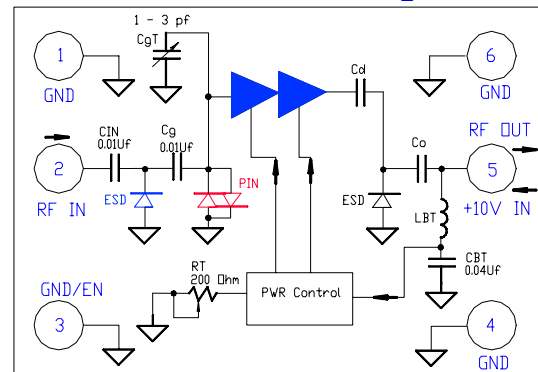 1 - 3 pf
CgT
1
GND
6
GND
Cd
RF OUT
CIN
0.01Uf
Cg
0.01Uf
Co
2
RF IN
ESD
PIN
ESD
5
+10V IN
LBT
CBT
0.04Uf
GND/EN
RT
200 Ohm
PWR Control
3
4
GND